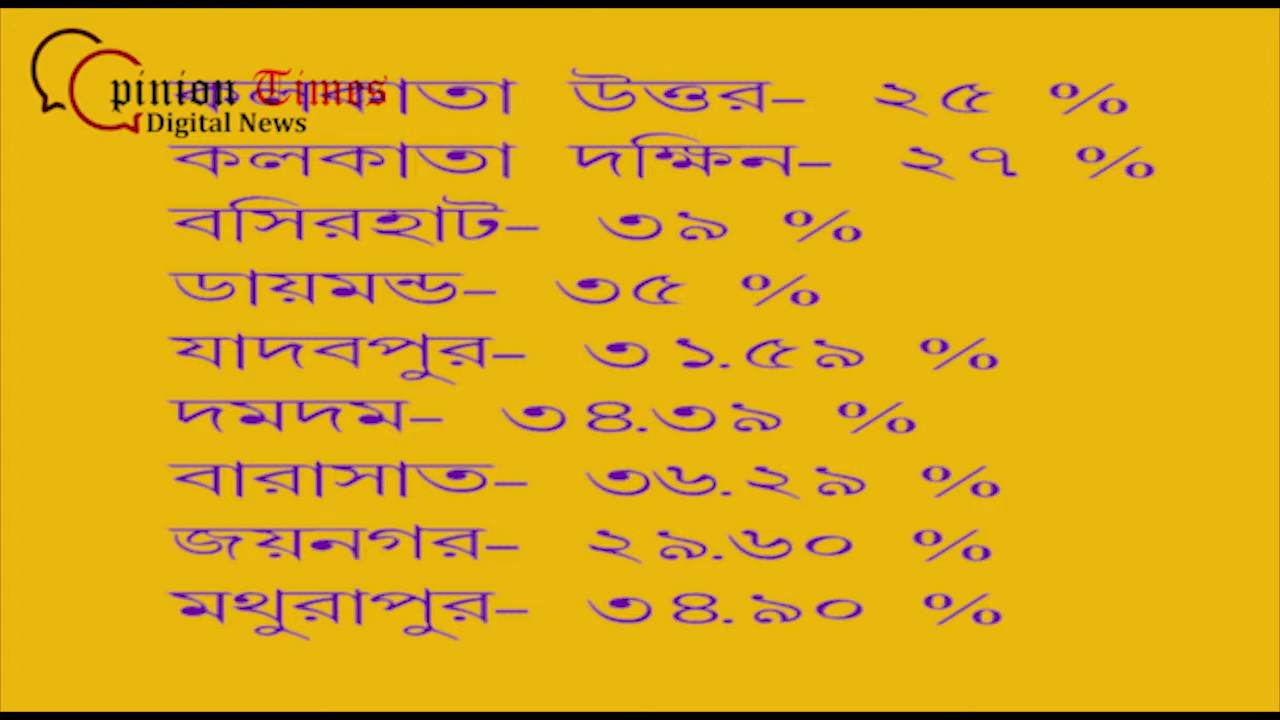 Opinion Times
Digital News
কলকাতা উত্তর– ২৫ %
কলকাতা দক্ষিন– ২৭ %
বসিরহাট– ৩৯ %
ডায়মন্ড– ৩৫ %
যাদবপুর– ৩১.৫৯ %
দমদম– ৩৪.৩৯ %
বারাসাত– ৩৬.২৯ %
জয়নগর– ২৯.৬০ %
মথুরাপুর– ৩৪.৯০ %